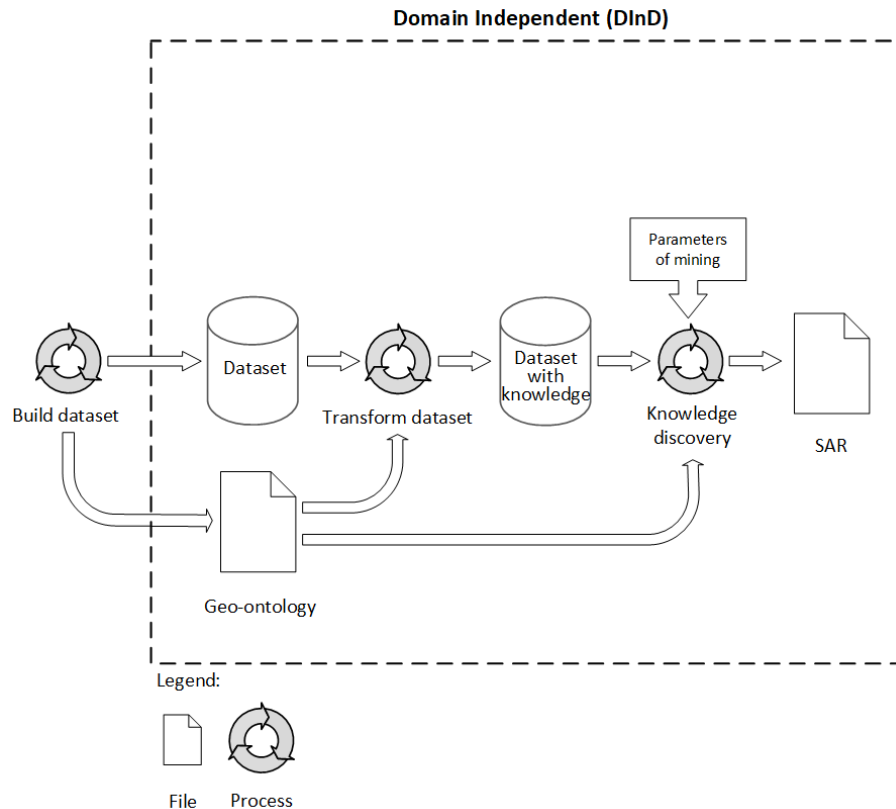 Domain Independent (DInD)
Parameters
of mining
Build dataset
Dataset
Transform dataset
Dataset
with
knowledge
Knowledge
discovery
SAR
Geo-ontology
Legend:
File
Process